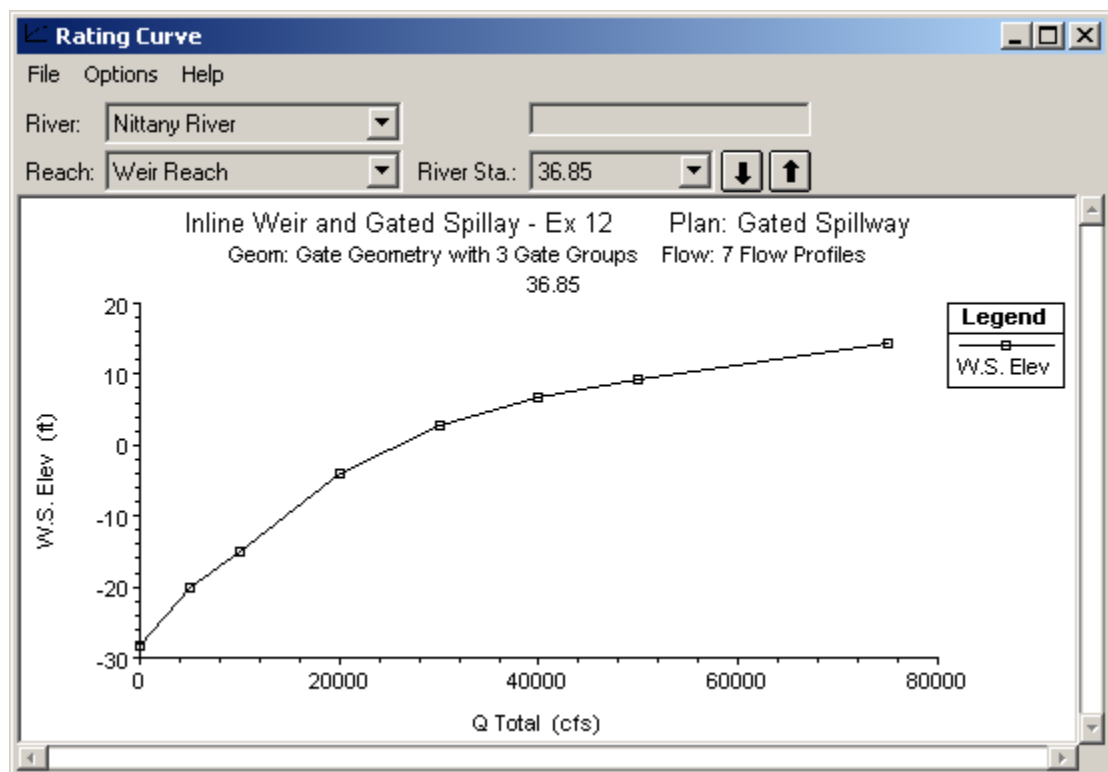 Rating Curve
File Options Help
River: Nittany River
Reach: Weir Reach River Sta.: 36.85
Inline Weir and Gated Spillay - Ex 12 Plan: Gated Spillway
Geom: Gate Geometry with 3 Gate Groups Flow: 7 Flow Profiles
36.85
20
10
0
-10
-20
-30
W.S. Elev (ft)
0 20000 40000 60000 80000
Q Total (cfs)
Legend
W.S. Elev